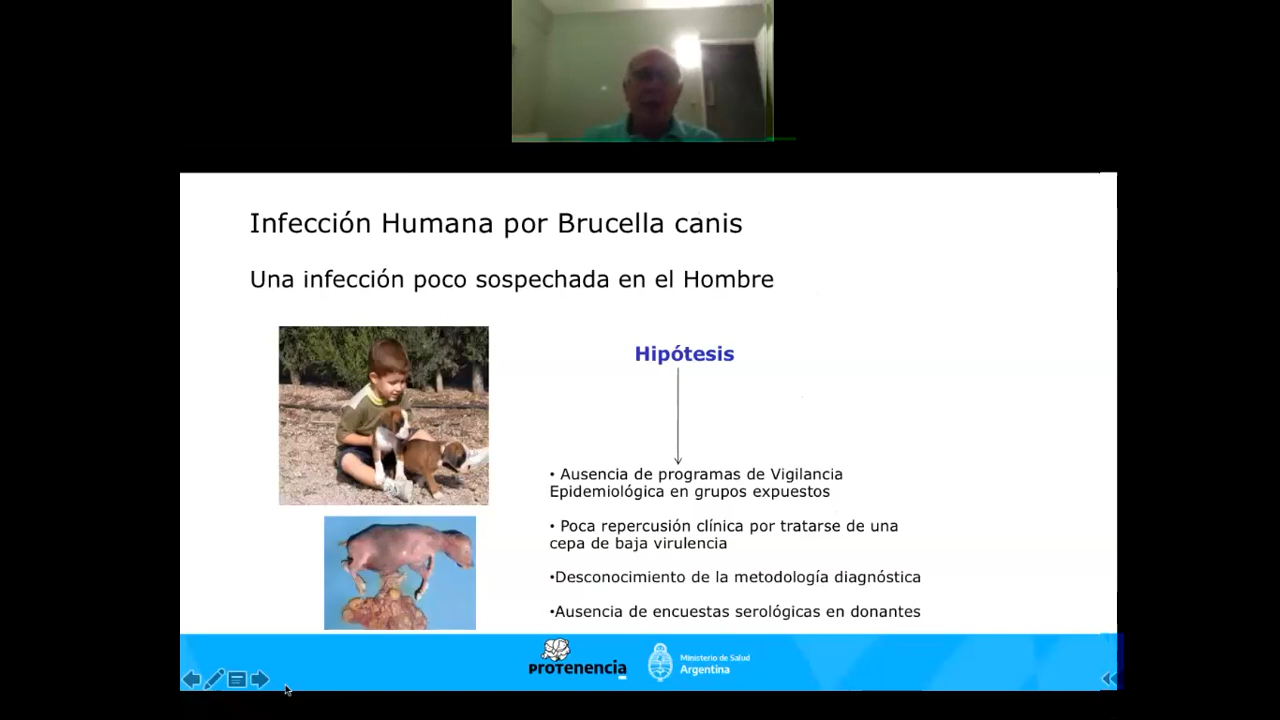 Infección Humana por Brucella canis
Una infección poco sospechada en el Hombre
Hipótesis
• Ausencia de programas de Vigilancia
Epidemiológica en grupos expuestos
• Poca repercusión clínica por tratarse de una
cepa de baja virulencia
•Desconocimiento de la metodología diagnóstica
•Ausencia de encuestas serológicas en donantes
PROTENENCIA
Ministerio de Salud
Argentina